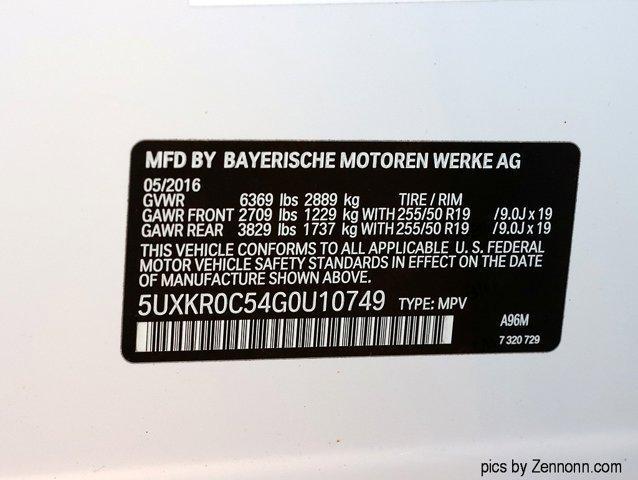 MFD BY BAYERISCHE MOTOREN WERKE AG
05/2016
GVWR 6369 lbs 2889 kg TIRE / RIM
GAWR FRONT 2709 lbs 1229 kg WITH 255/50 R19 /9.0J x 19
GAWR REAR 3829 lbs 1737 kg WITH 255/50 R19 /9.0J x 19
THIS VEHICLE CONFORMS TO ALL APPLICABLE U. S. FEDERAL
MOTOR VEHICLE SAFETY STANDARDS IN EFFECT ON THE DATE
OF MANUFACTURE SHOWN ABOVE.
5UXKR0C54G0U10749 TYPE: MPV
A96M
7 320 729
pics by Zennonn.com